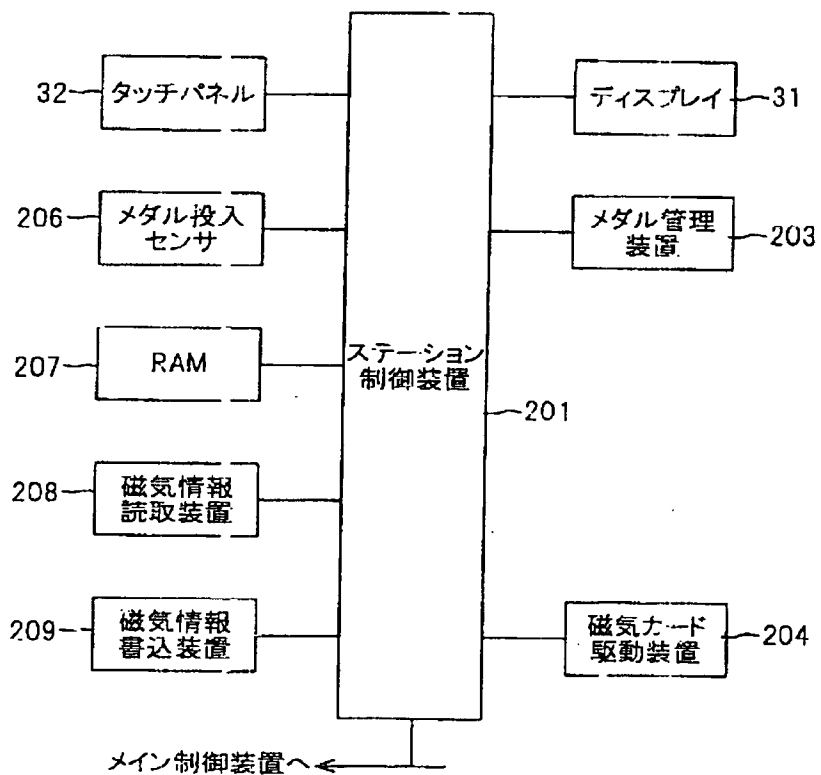 32
タッチパネル
ディスプレイ
31
206
メダル投入
センサ
メダル管理
装置
203
207
RAM
ステーション
制御装置
201
208
磁気情報
読取装置
209
磁気情報
書込装置
磁気カード
駆動装置
204
メイン制御装置へ